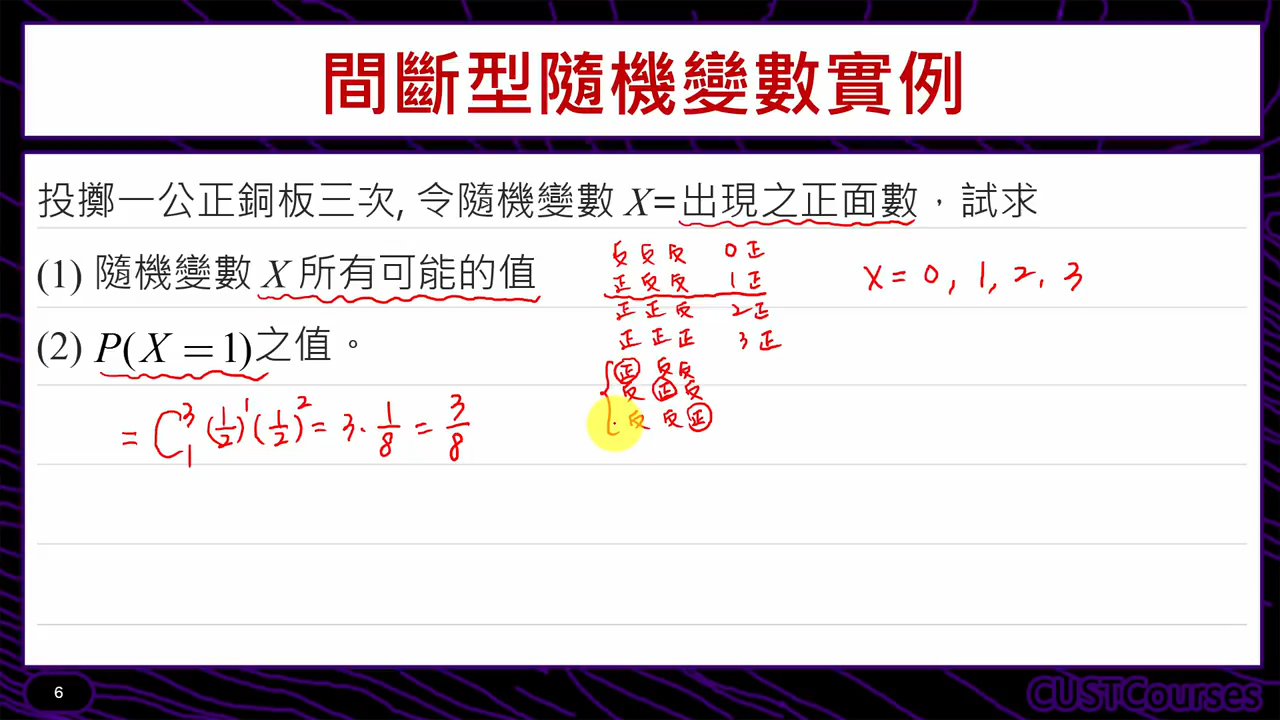 間斷型隨機變數實例
投擲一公正銅板三次, 令隨機變數 X=出現之正面數，試求
(1) 隨機變數 X 所有可能的值
反 反 反 0正
正 反 反 1正
正 正 反 2正
正 正 正 3正
X = 0, 1, 2, 3
(2) P(X = 1)之值。
正 反 反
反 正 反
反 反 正
= C³₁ (1/2)¹ (1/2)² = 3 · 1/8 = 3/8
6
CUSTCourses